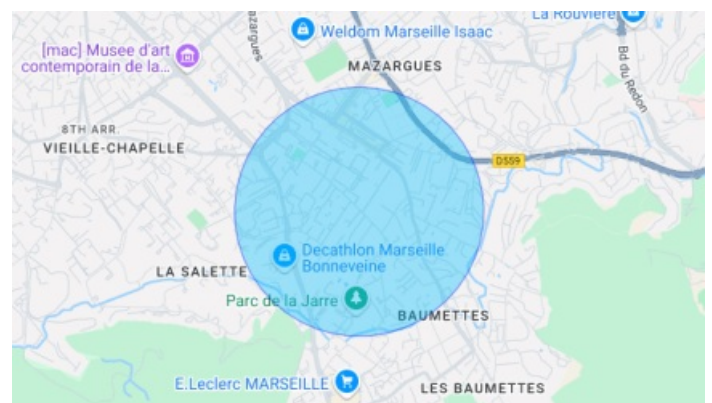 La Rouvière
Weldom Marseille Isaac
[mac] Musee d'art
contemporain de la...
azargues
MAZARGUES
Bd du Redon
8TH ARR.
VIEILLE-CHAPELLE
D559
Decathlon Marseille
Bonneveine
LA SALETTE
Parc de la Jarre
BAUMETTES
E.Leclerc MARSEILLE
LES BAUMETTES